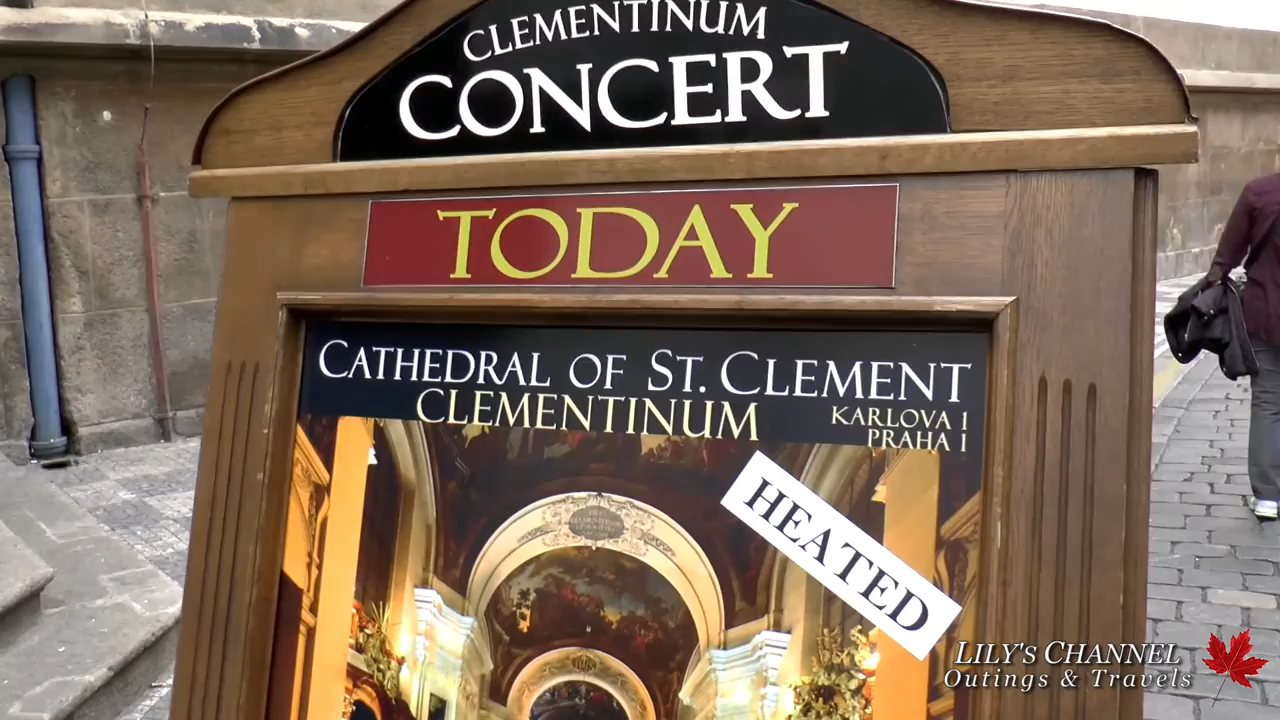 CLEMENTINUM
CONCERT
TODAY
CATHEDRAL OF ST. CLEMENT
CLEMENTINUM
KARLOVA 1
PRAHA 1
HEATED
LILY'S CHANNEL
Outings & Travels